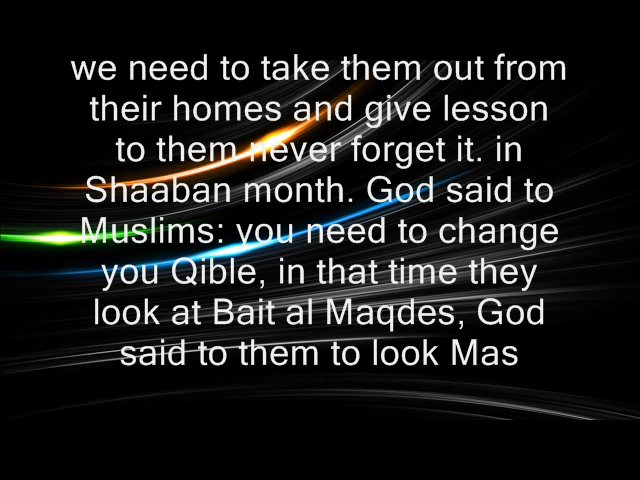 we need to take them out from
their homes and give lesson
to them never forget it. in
Shaaban month. God said to
Muslims: you need to change
you Qible, in that time they
look at Bait al Maqdes, God
said to them to look Mas